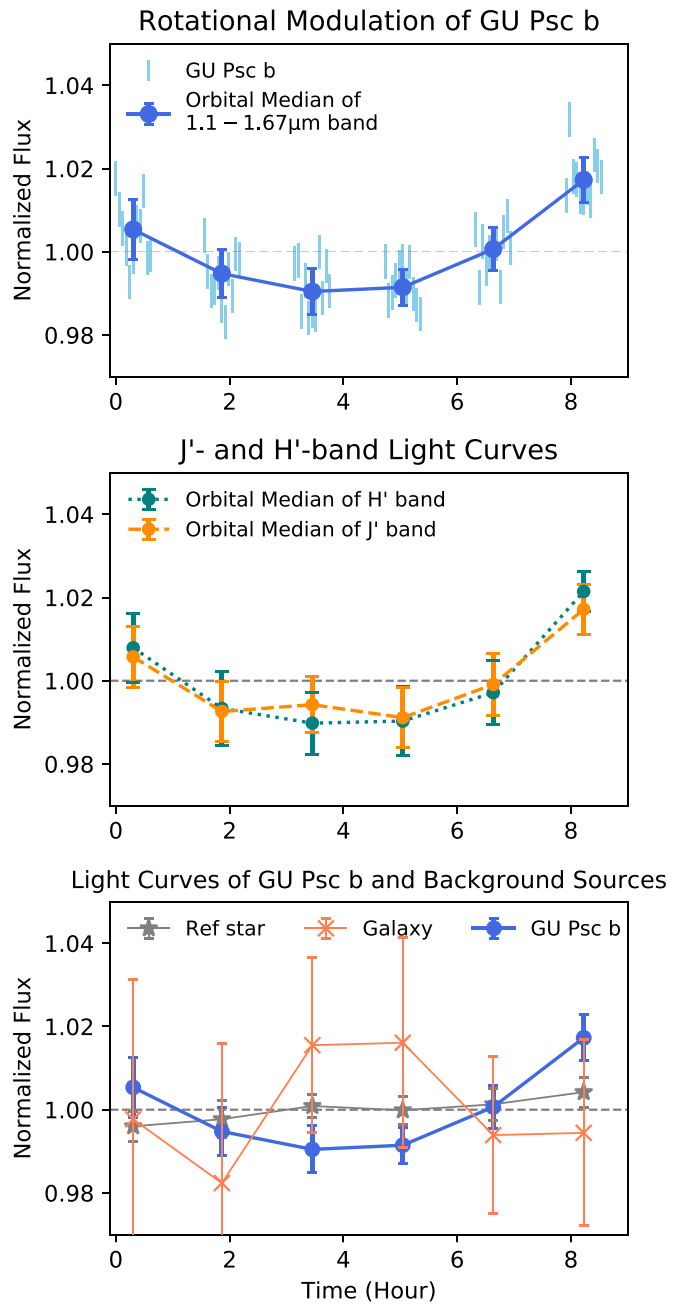 Rotational Modulation of GU Psc b
GU Psc b
Orbital Median of
1.1 − 1.67μm band
Normalized Flux
1.04
1.02
1.00
0.98
0 2 4 6 8
J'- and H'-band Light Curves
Orbital Median of H' band
Orbital Median of J' band
Normalized Flux
1.04
1.02
1.00
0.98
0 2 4 6 8
Light Curves of GU Psc b and Background Sources
Ref star Galaxy GU Psc b
Normalized Flux
1.04
1.02
1.00
0.98
0 2 4 6 8
Time (Hour)